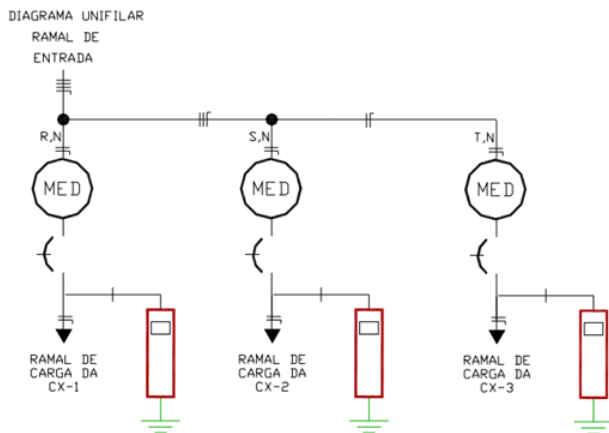 DIAGRAMA UNIFILAR
RAMAL DE
ENTRADA
R,N
S,N
T,N
MED
MED
MED
RAMAL DE
CARGA DA
CX-1
RAMAL DE
CARGA DA
CX-2
RAMAL DE
CARGA DA
CX-3